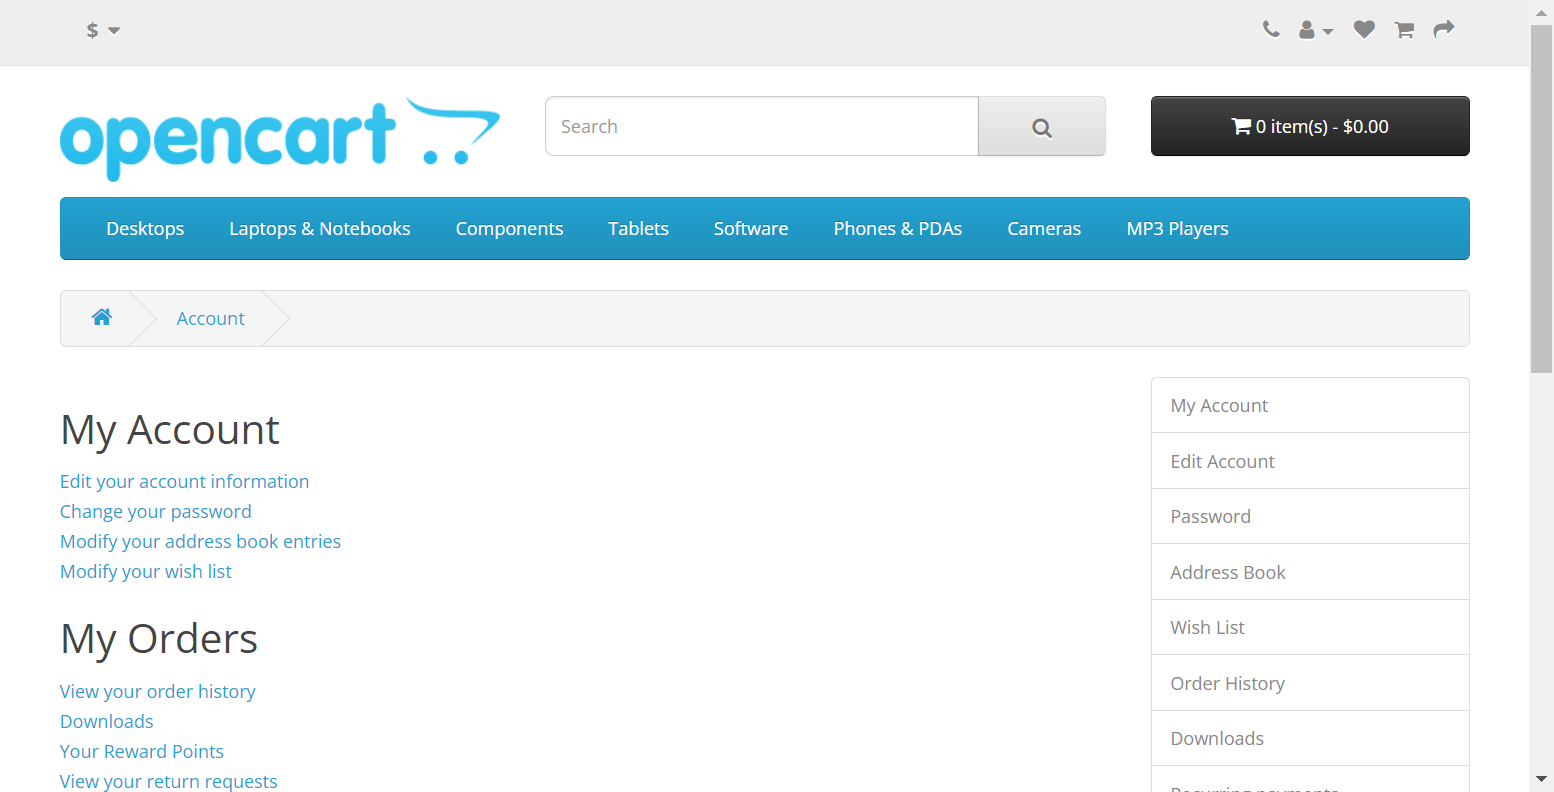 $
opencart
Search
0 item(s) - $0.00
Desktops
Laptops & Notebooks
Components
Tablets
Software
Phones & PDAs
Cameras
MP3 Players
Account
My Account
Edit your account information
Change your password
Modify your address book entries
Modify your wish list
My Orders
View your order history
Downloads
Your Reward Points
View your return requests
My Account
Edit Account
Password
Address Book
Wish List
Order History
Downloads
Recurring payments